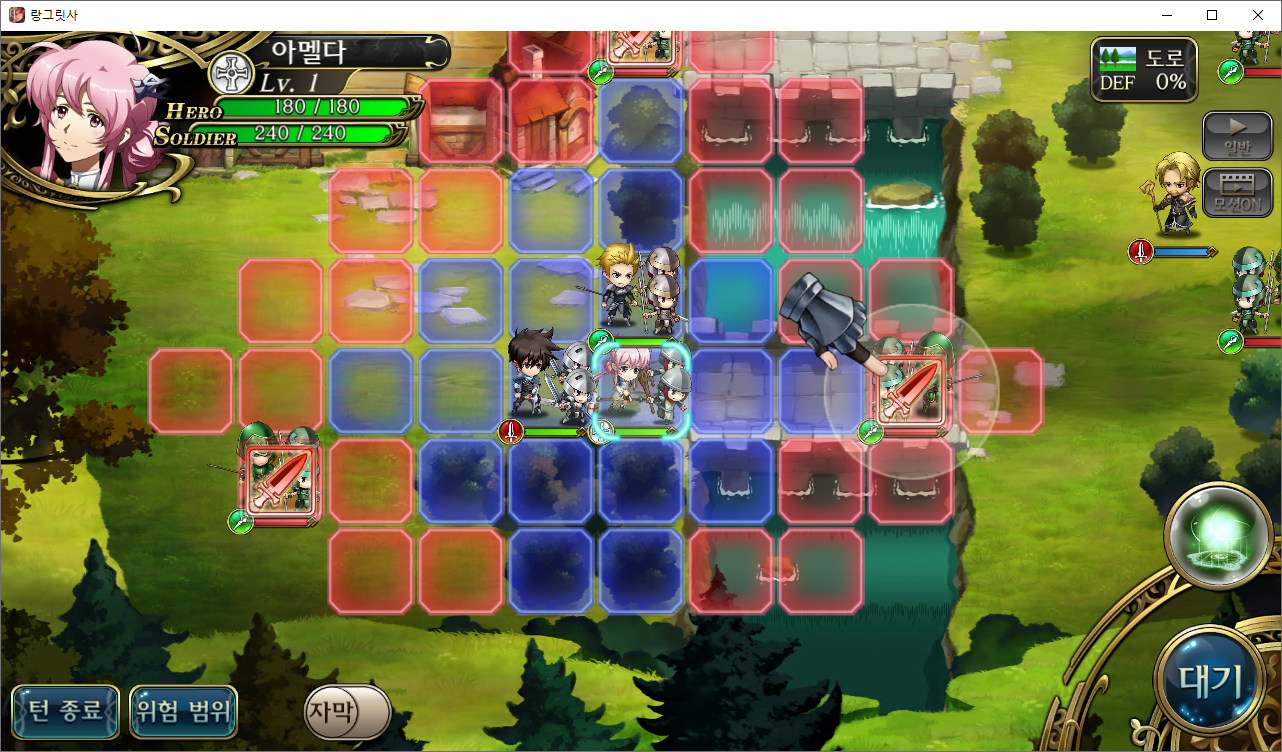 랑그릿사
아멜다
Lv. 1
HERO 180 / 180
SOLDIER 240 / 240
도로
DEF 0%
일반
모션ON
대기
턴 종료
위험 범위
자막